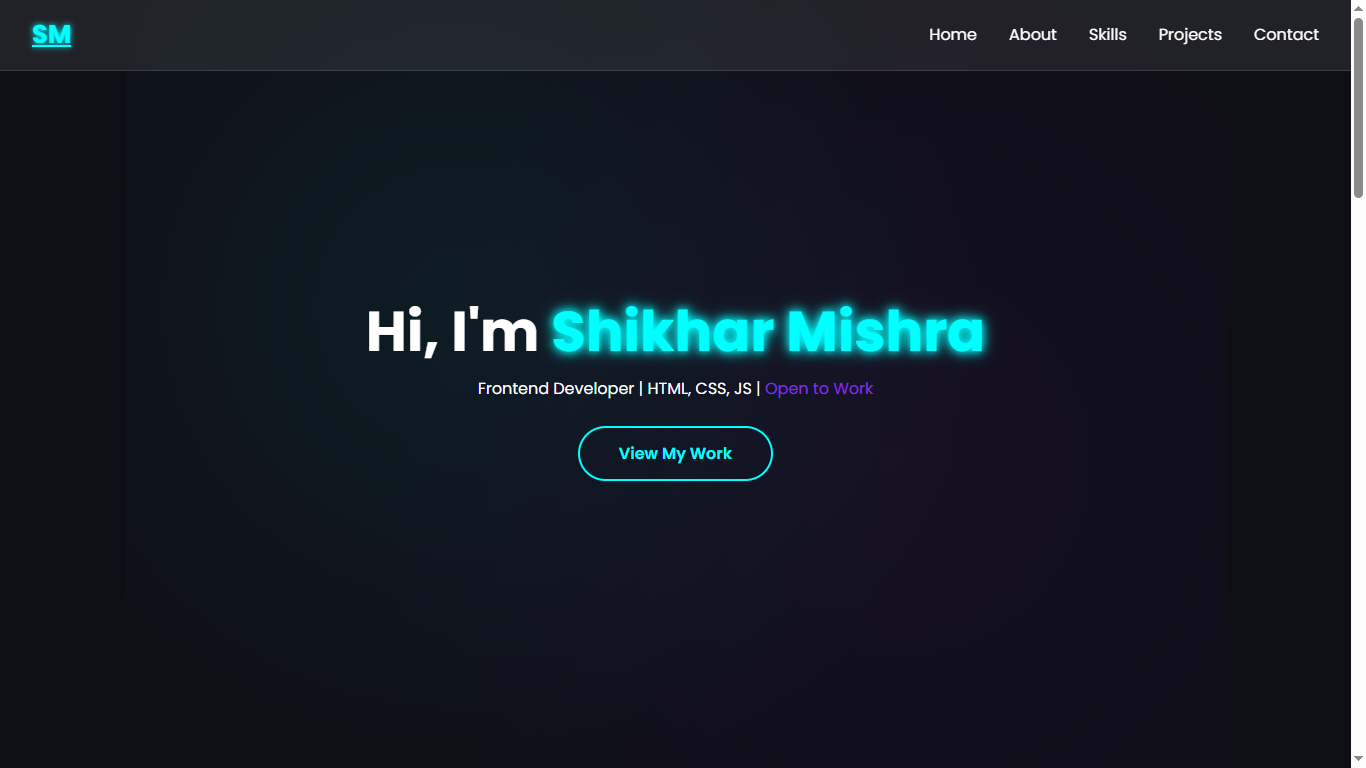 SM
Home About Skills Projects Contact
Hi, I'm Shikhar Mishra
Frontend Developer | HTML, CSS, JS | Open to Work
View My Work